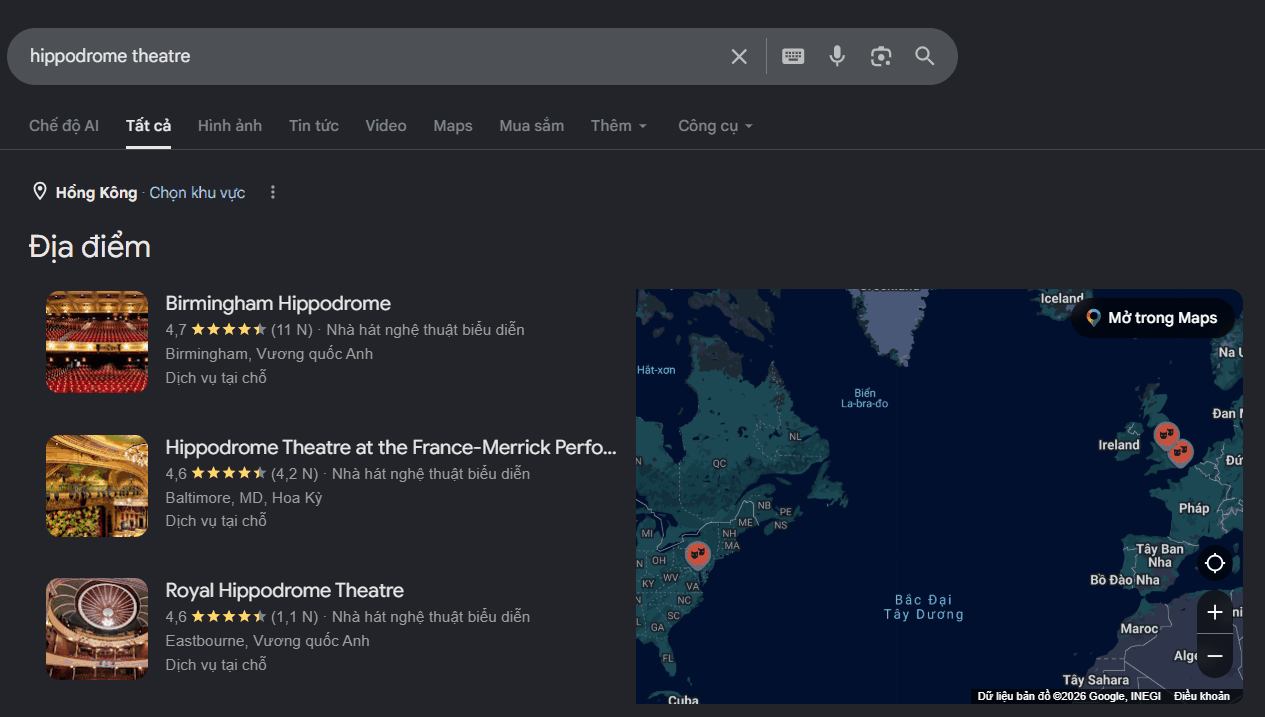 hippodrome theatre
Chế độ AI Tất cả Hình ảnh Tin tức Video Maps Mua sắm Thêm Công cụ
Hồng Kông · Chọn khu vực
Địa điểm
Birmingham Hippodrome
4,7 (11 N) · Nhà hát nghệ thuật biểu diễn
Birmingham, Vương quốc Anh
Dịch vụ tại chỗ
Hippodrome Theatre at the France-Merrick Perfo...
4,6 (4,2 N) · Nhà hát nghệ thuật biểu diễn
Baltimore, MD, Hoa Kỳ
Dịch vụ tại chỗ
Royal Hippodrome Theatre
4,6 (1,1 N) · Nhà hát nghệ thuật biểu diễn
Eastbourne, Vương quốc Anh
Dịch vụ tại chỗ
Iceland
Mở trong Maps
Na U
Hát-xơn
Biển
La-bra-đo
Đan M
NL
Ireland
Đứ
QC
Pháp
NB
PE
ME
NS
MI
NH
MA
OH
Tây Ban
Nha
KY
WV
VA
Bồ Đào Nha
NC
Bắc Đại
Tây Dương
SC
GA
Maroc
FL
Alge
Tây Sahara
Cuba
Dữ liệu bản đồ ©2026 Google, INEGI Điều khoản